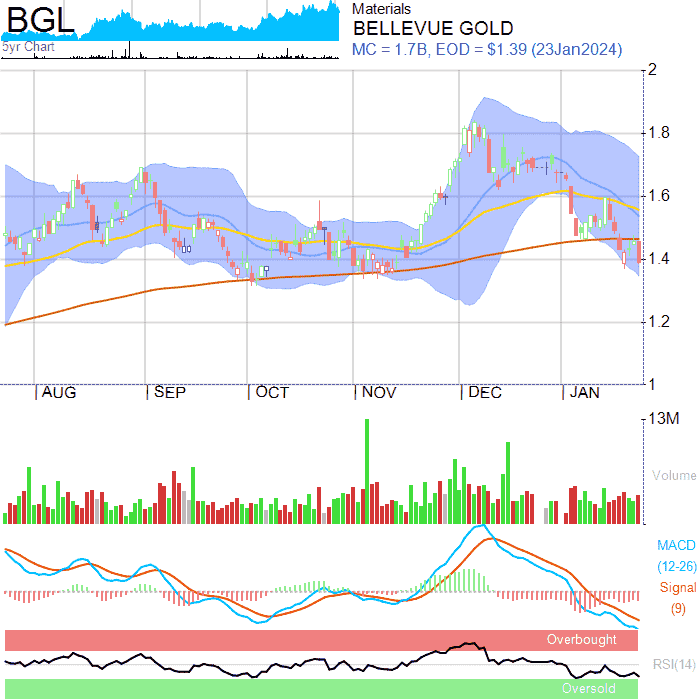 BGL
5yr Chart
Materials
BELLEVUE GOLD
MC = 1.7B, EOD = $1.39 (23Jan2024)
2
1.8
1.6
1.4
1.2
1
AUG SEP OCT NOV DEC JAN
13M
Volume
MACD
(12-26)
Signal
(9)
Overbought
RSI(14)
Oversold